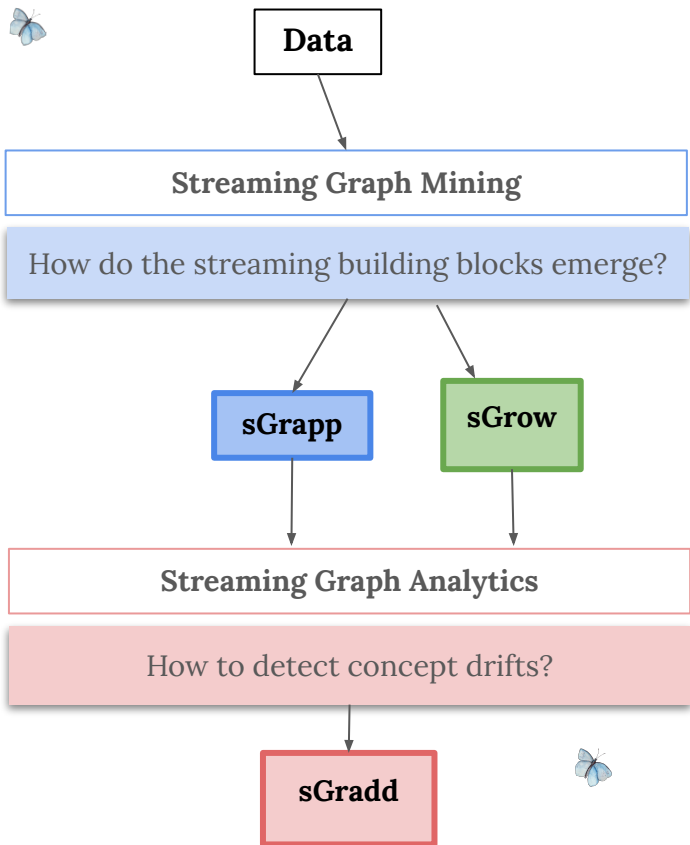 Data
Streaming Graph Mining
How do the streaming building blocks emerge?
sGrapp
sGrow
Streaming Graph Analytics
How to detect concept drifts?
sGradd